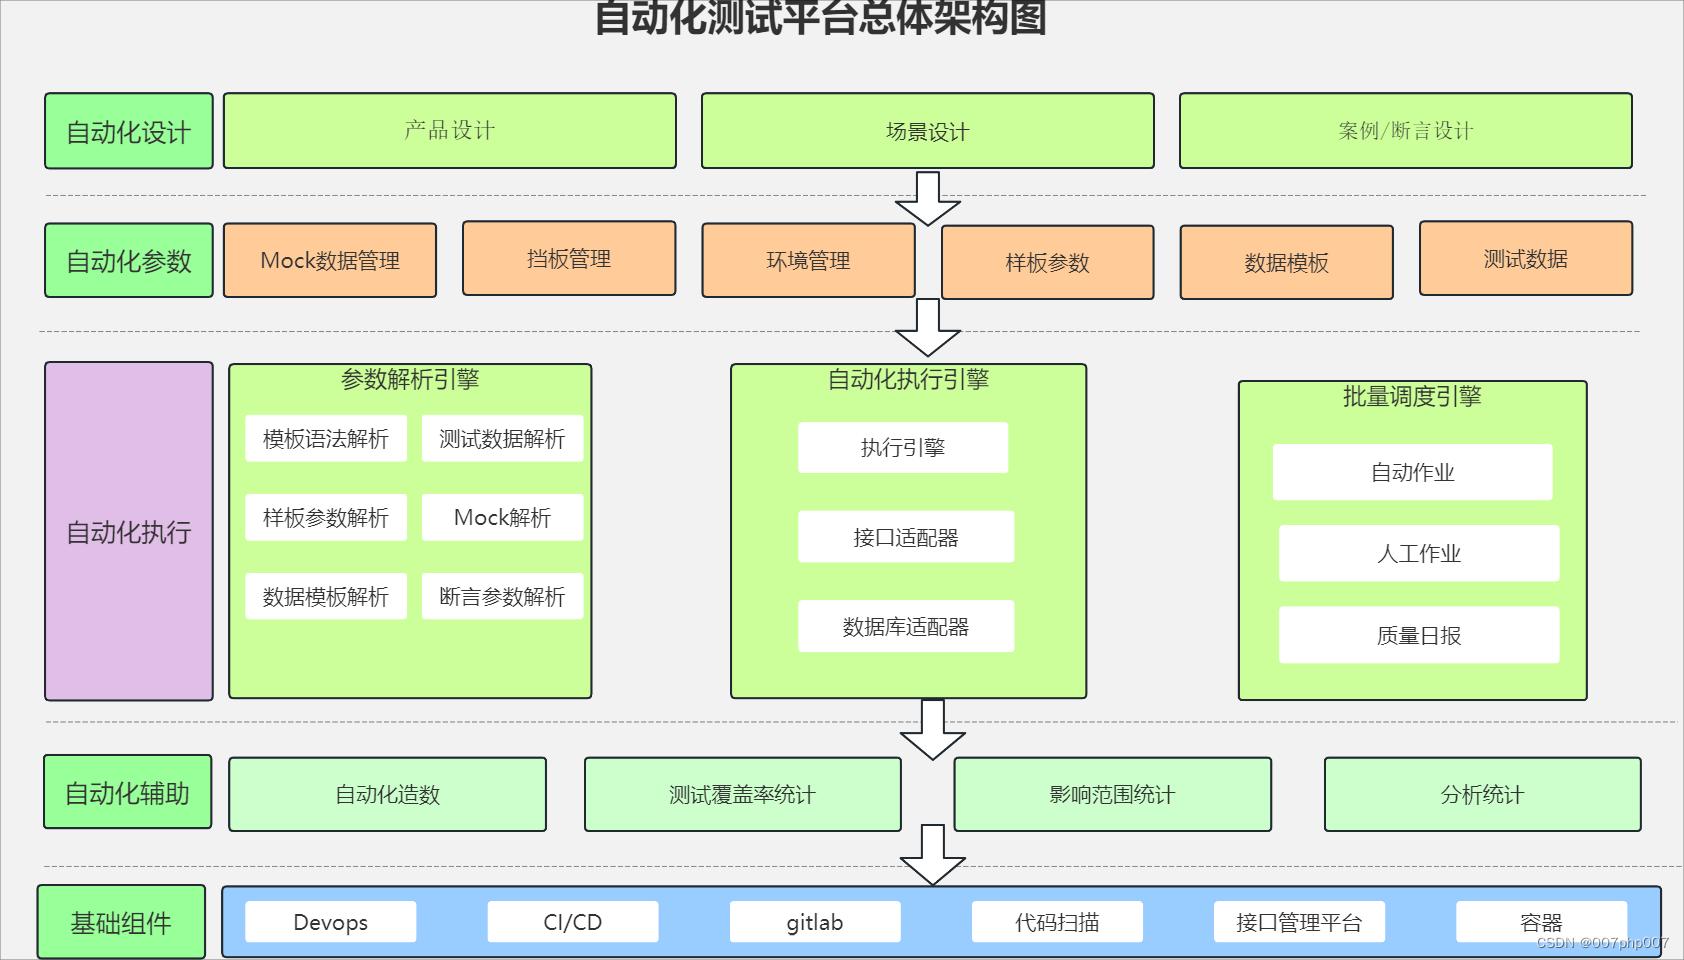 自动化测试平台总体架构图
自动化设计
产品设计
场景设计
案例/断言设计
自动化参数
Mock数据管理
挡板管理
环境管理
样板参数
数据模板
测试数据
自动化执行
参数解析引擎
模板语法解析
测试数据解析
样板参数解析
Mock解析
数据模板解析
断言参数解析
自动化执行引擎
执行引擎
接口适配器
数据库适配器
批量调度引擎
自动作业
人工作业
质量日报
自动化辅助
自动化造数
测试覆盖率统计
影响范围统计
分析统计
基础组件
Devops
CI/CD
gitlab
代码扫描
接口管理平台
容器
CSDN @007php007